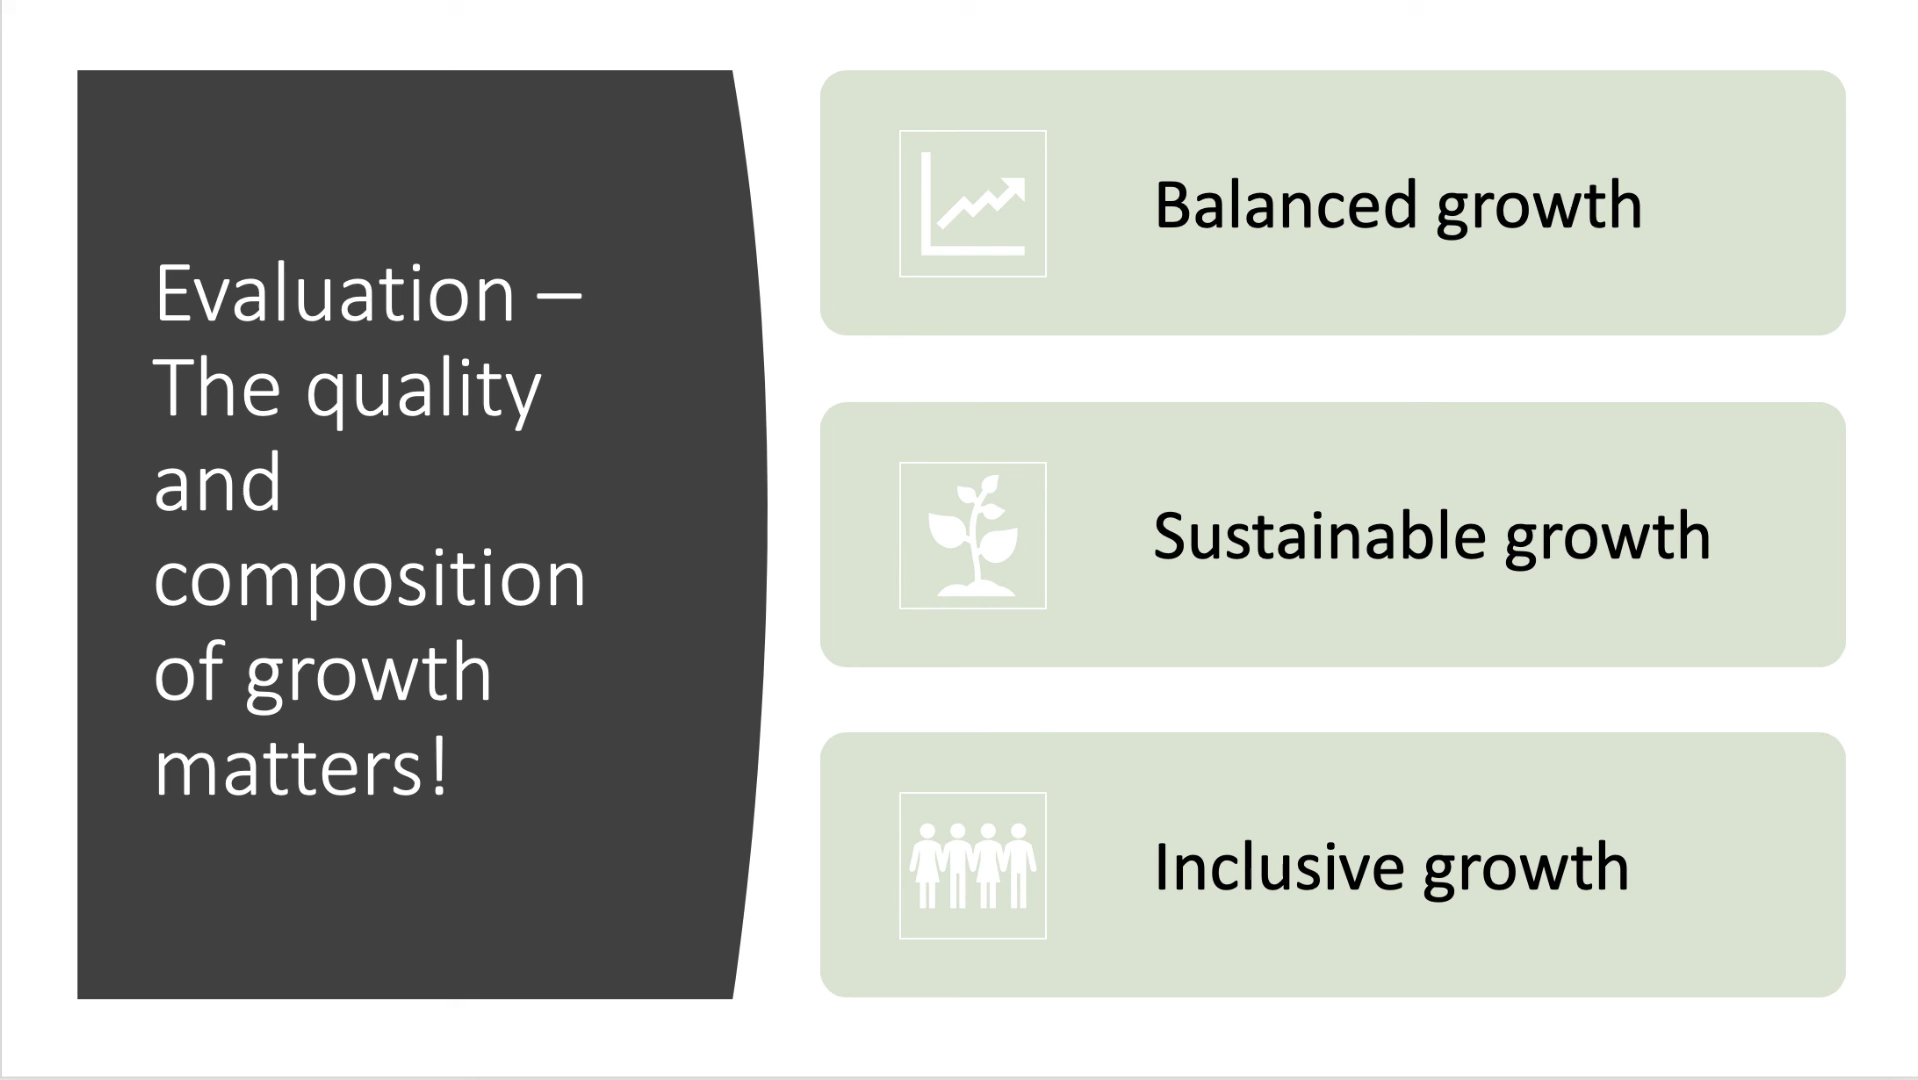 Evaluation –
The quality
and
composition
of growth
matters!
Balanced growth
Sustainable growth
Inclusive growth